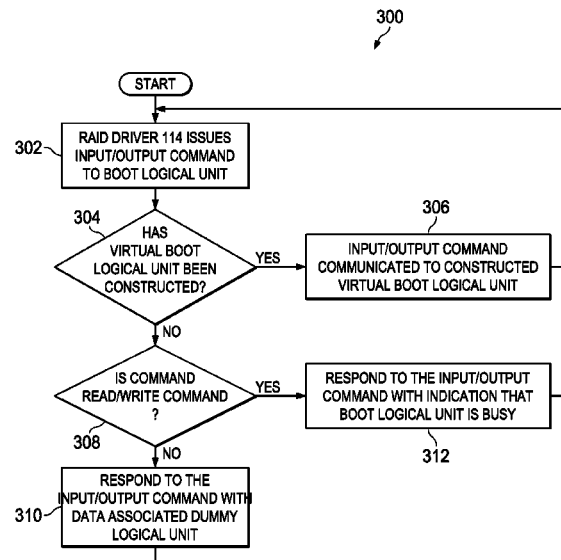 300
START
302
RAID DRIVER 114 ISSUES
INPUT/OUTPUT COMMAND
TO BOOT LOGICAL UNIT
304
HAS
VIRTUAL BOOT
LOGICAL UNIT BEEN
CONSTRUCTED?
YES
306
INPUT/OUTPUT COMMAND
COMMUNICATED TO CONSTRUCTED
VIRTUAL BOOT LOGICAL UNIT
NO
IS COMMAND
READ/WRITE COMMAND
?
308
YES
RESPOND TO THE INPUT/OUTPUT
COMMAND WITH INDICATION THAT
BOOT LOGICAL UNIT IS BUSY
312
NO
310
RESPOND TO THE
INPUT/OUTPUT COMMAND WITH
DATA ASSOCIATED DUMMY
LOGICAL UNIT